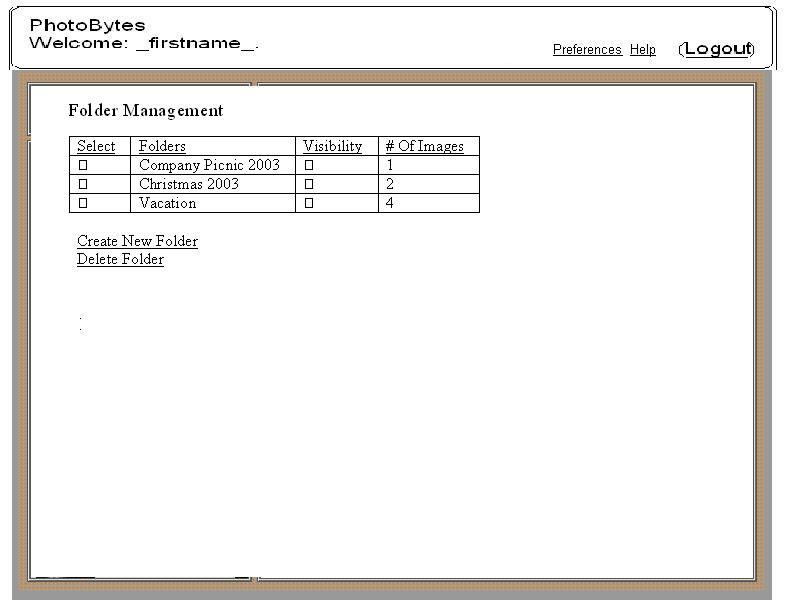 PhotoBytes
Welcome: _firstname_.
Preferences Help (Logout)
Folder Management
Select Folders Visibility # Of Images
Company Picnic 2003 1
Christmas 2003 2
Vacation 4
Create New Folder
Delete Folder